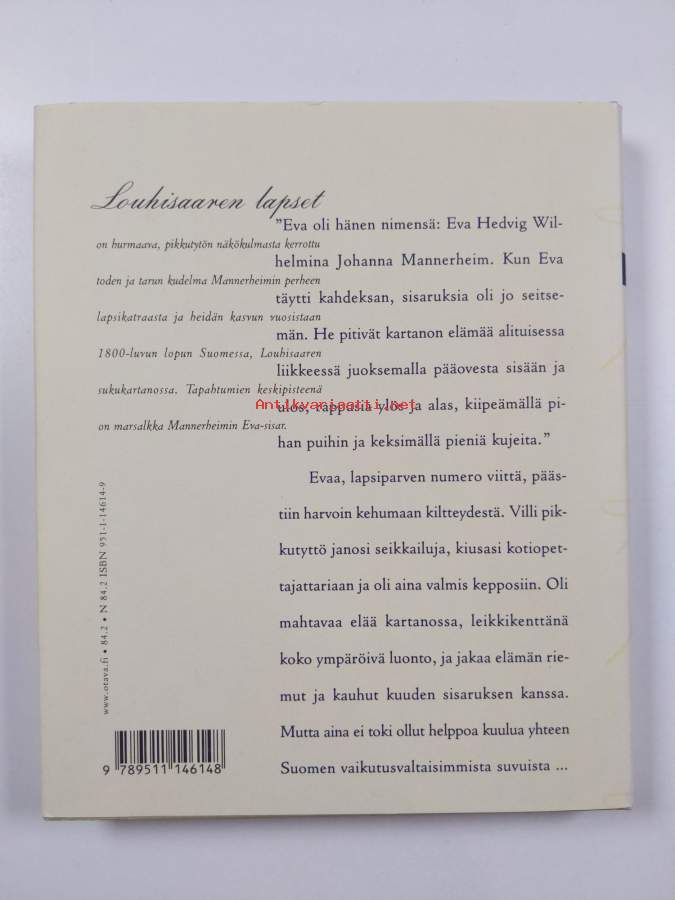 Louhisaaren lapset
on hurmaava, pikkutytön näkökulmasta kerrottu
toden ja tarun kudelma Mannerheimin perheen
lapsikatraasta ja heidän kasvun vuosistaan
1800-luvun lopun Suomessa, Louhisaaren
sukukartanossa. Tapahtumien keskipisteenä
on marsalkka Mannerheimin Eva-sisar.
"Eva oli hänen nimensä: Eva Hedvig Wil-
helmina Johanna Mannerheim. Kun Eva
täytti kahdeksan, sisaruksia oli jo seitse-
män. He pitivät kartanon elämää alituisessa
liikkeessä juoksemalla pääovesta sisään ja
ulos, rappusia ylös ja alas, kiipeämällä pi-
han puihin ja keksimällä pieniä kujeita."
Evaa, lapsiparven numero viittä, pääs-
tiin harvoin kehumaan kiltteydestä. Villi pik-
kutyttö janosi seikkailuja, kiusasi kotiopet-
tajattariaan ja oli aina valmis kepposiin. Oli
mahtavaa elää kartanossa, leikkikenttänä
koko ympäröivä luonto, ja jakaa elämän rie-
mut ja kauhut kuuden sisaruksen kanssa.
Mutta aina ei toki ollut helppoa kuulua yhteen
Suomen vaikutusvaltaisimmista suvuista ...
Antikvariaatti.net
www.otava.fi • 84.2 • N 84.2 ISBN 951-1-14614-9
9 789511 146148